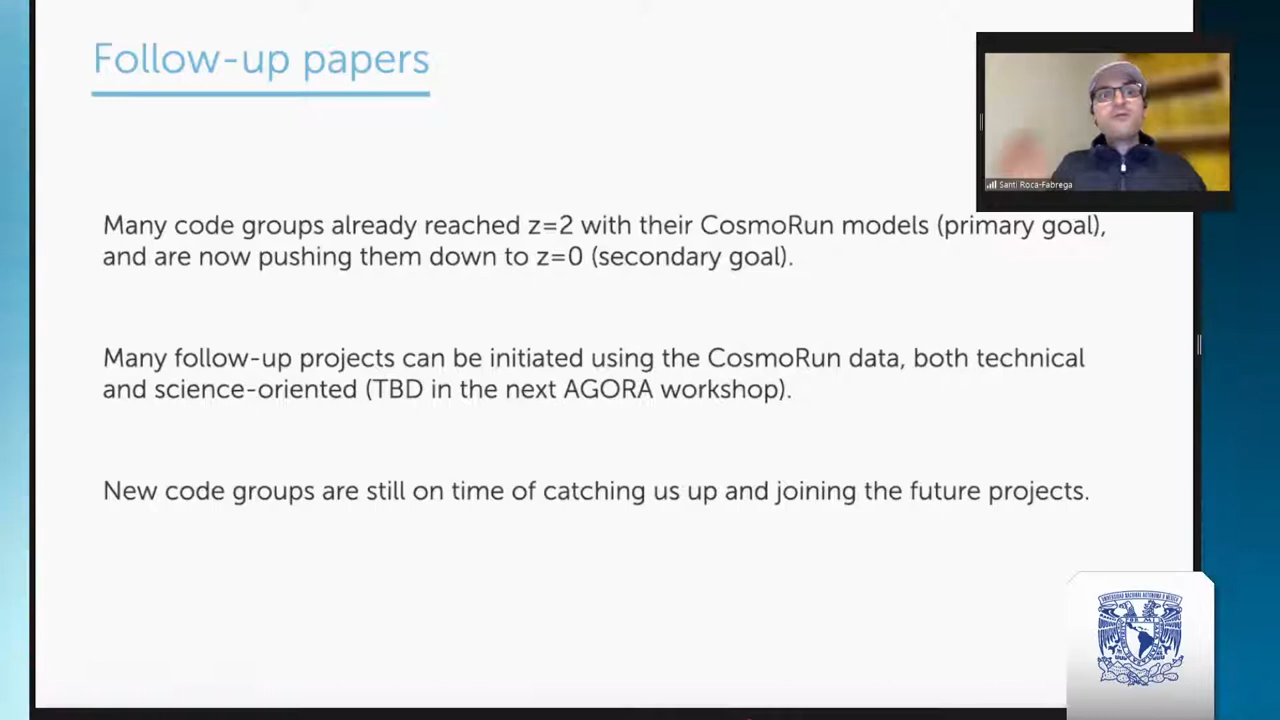 Follow-up papers
Santi Roca-Fabrega
Many code groups already reached z=2 with their CosmoRun models (primary goal),
and are now pushing them down to z=0 (secondary goal).
Many follow-up projects can be initiated using the CosmoRun data, both technical
and science-oriented (TBD in the next AGORA workshop).
New code groups are still on time of catching us up and joining the future projects.